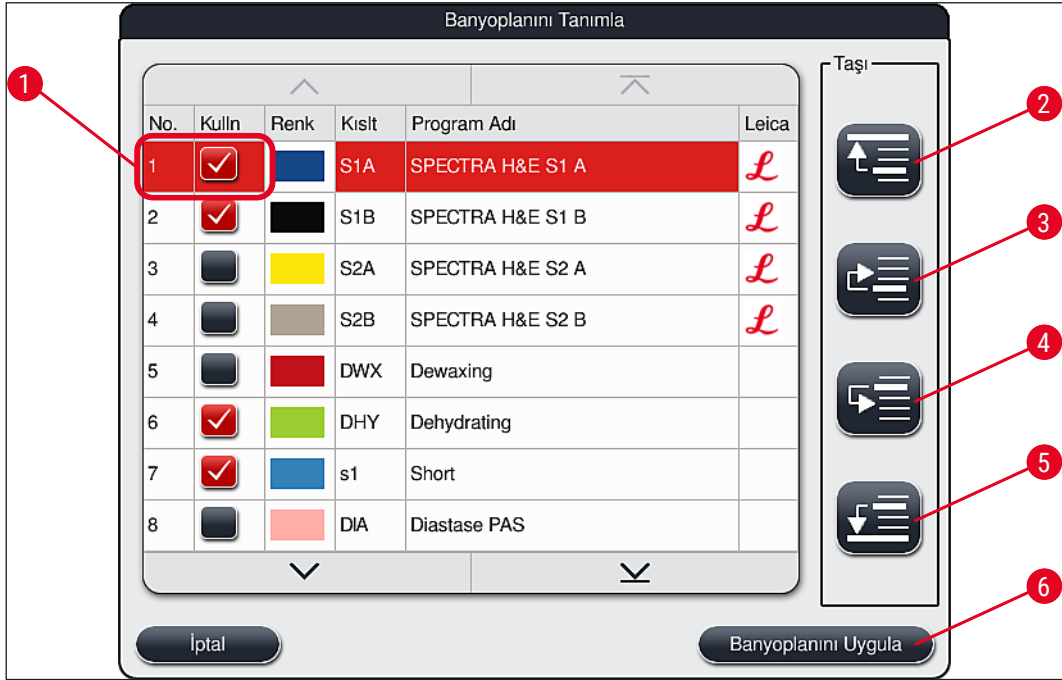 Banyoplanını Tanımla
1
Taşı
No. Kulln Renk Kıslt Program Adı Leica
1 S1A SPECTRA H&E S1 A L
2 S1B SPECTRA H&E S1 B L
3 S2A SPECTRA H&E S2 A L
4 S2B SPECTRA H&E S2 B L
5 DWX Dewaxing
6 DHY Dehydrating
7 s1 Short
8 DIA Diastase PAS
2
3
4
5
6
İptal
Banyoplanını Uygula